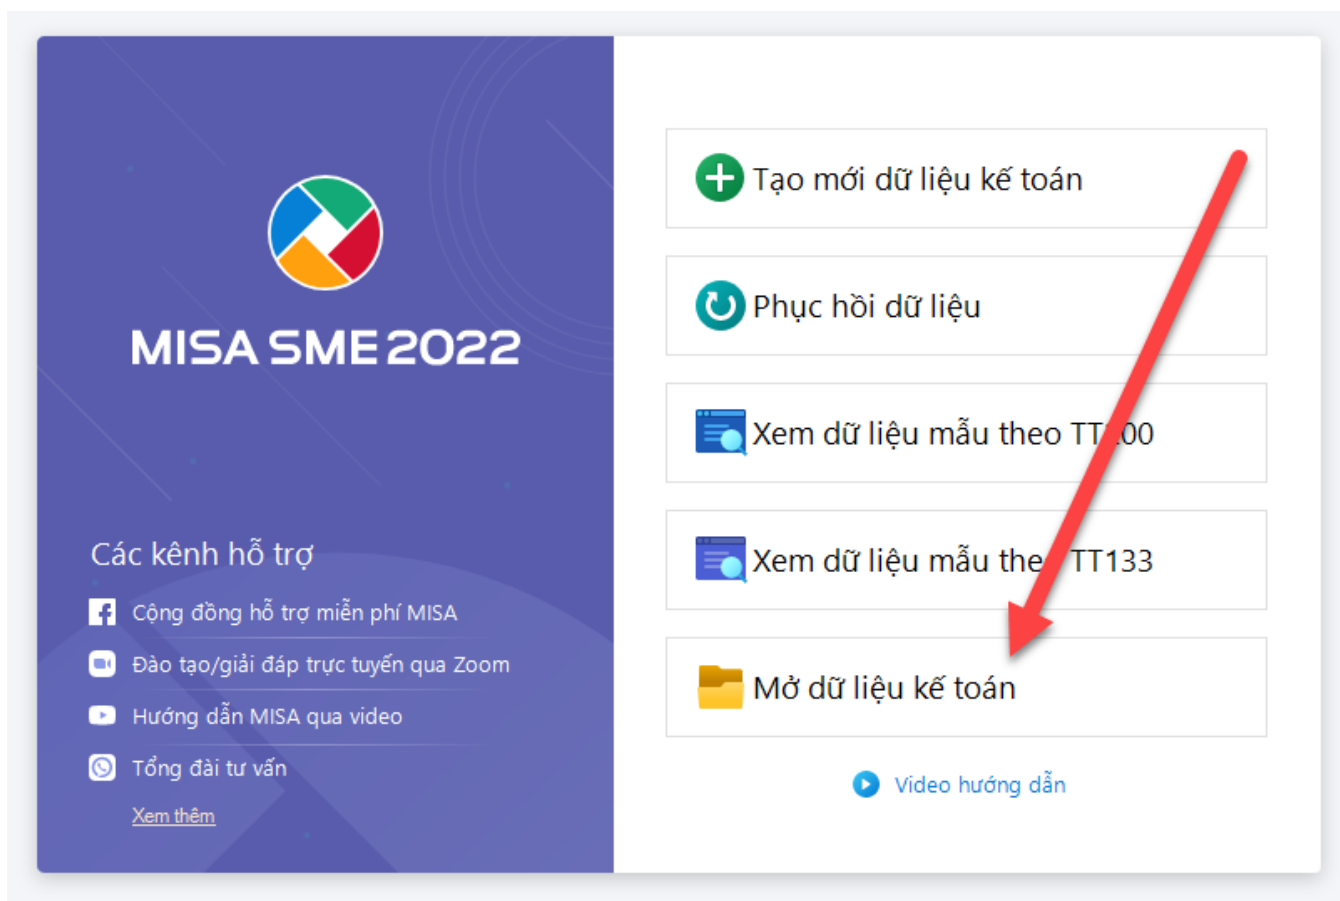 MISA SME 2022
Các kênh hỗ trợ
Cộng đồng hỗ trợ miễn phí MISA
Đào tạo/giải đáp trực tuyến qua Zoom
Hướng dẫn MISA qua video
Tổng đài tư vấn
Xem thêm
Tạo mới dữ liệu kế toán
Phục hồi dữ liệu
Xem dữ liệu mẫu theo TT200
Xem dữ liệu mẫu theo TT133
Mở dữ liệu kế toán
Video hướng dẫn